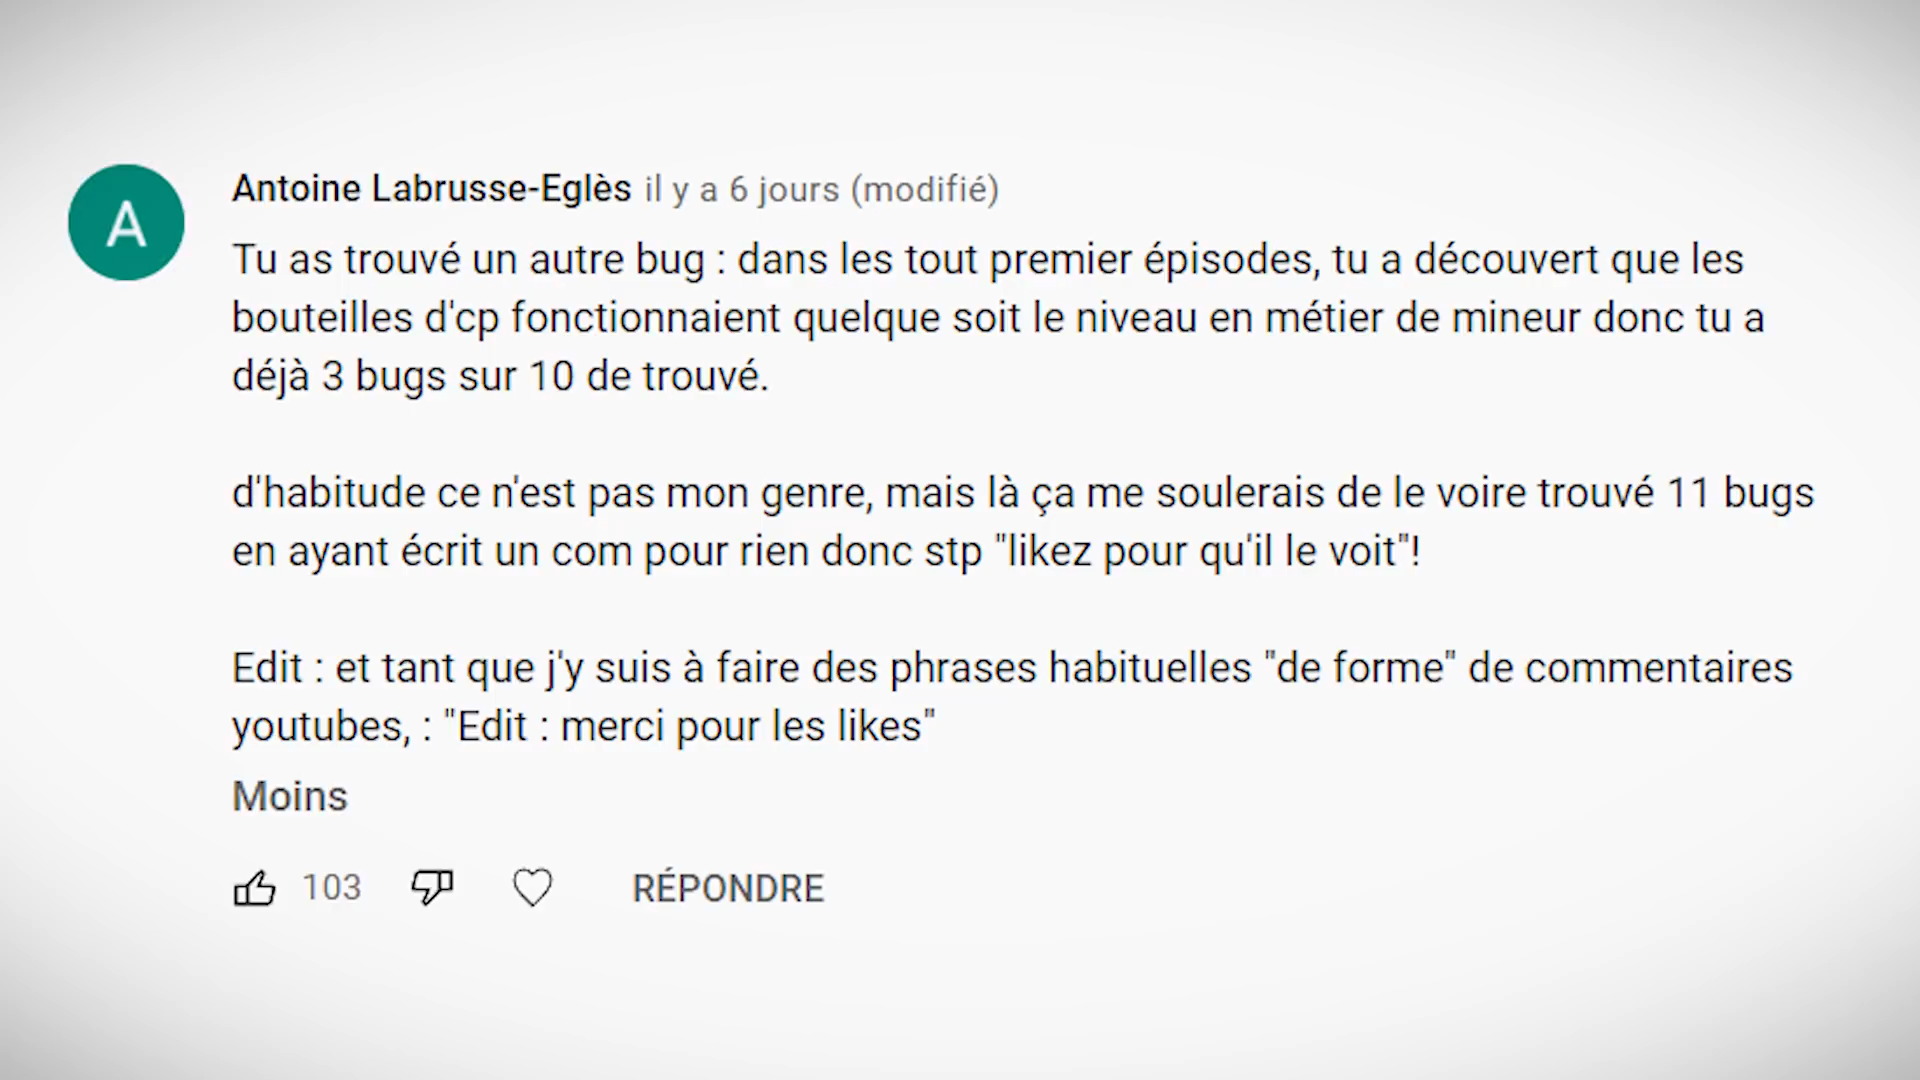 A
Antoine Labrusse-Eglès il y a 6 jours (modifié)
Tu as trouvé un autre bug : dans les tout premier épisodes, tu a découvert que les
bouteilles d'cp fonctionnaient quelque soit le niveau en métier de mineur donc tu a
déjà 3 bugs sur 10 de trouvé.
d'habitude ce n'est pas mon genre, mais là ça me soulerais de le voire trouvé 11 bugs
en ayant écrit un com pour rien donc stp "likez pour qu'il le voit"!
Edit : et tant que j'y suis à faire des phrases habituelles "de forme" de commentaires
youtubes, : "Edit : merci pour les likes"
Moins
103 RÉPONDRE